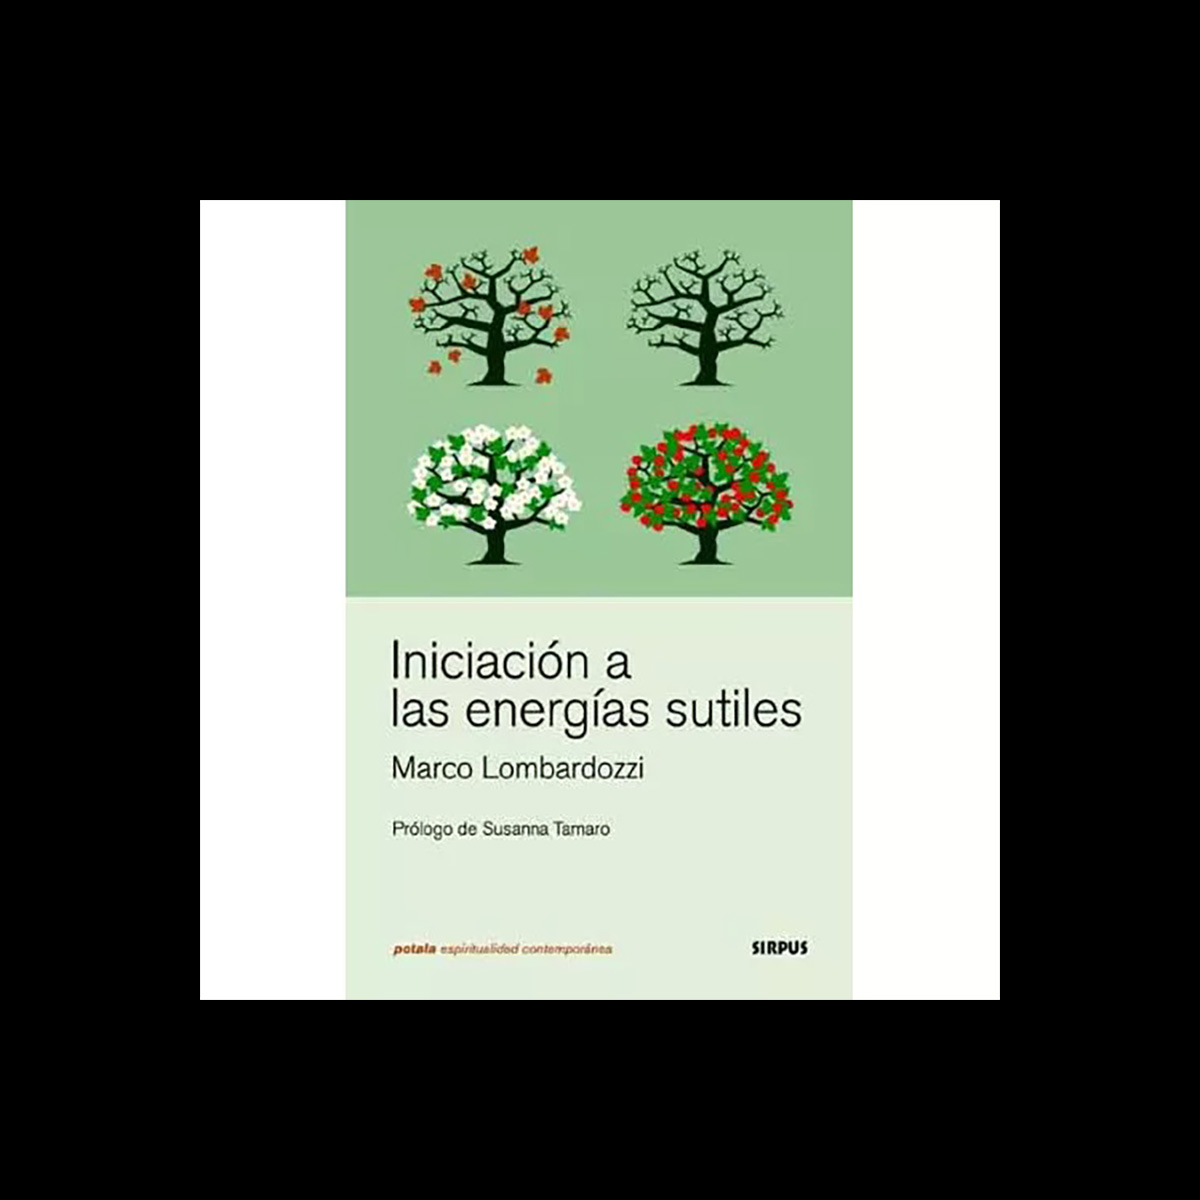 Iniciación a
las energías sutiles
Marco Lombardozzi
Prólogo de Susanna Tamaro
potala espiritualidad contemporánea
SIRPUS